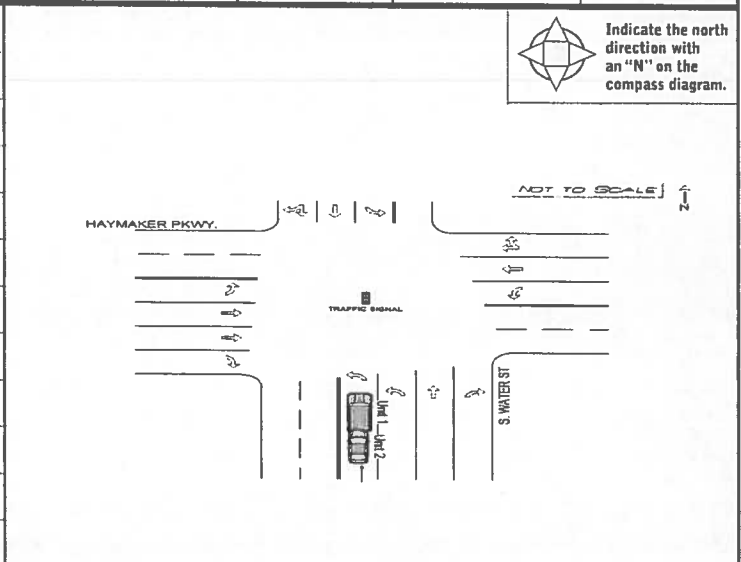 Indicate the north
direction with
an "N" on the
compass diagram.
NOT TO SCALE
N
HAYMAKER PKWY.
TRAFFIC SIGNAL
S. WATER ST
Unit 1
Unit 2